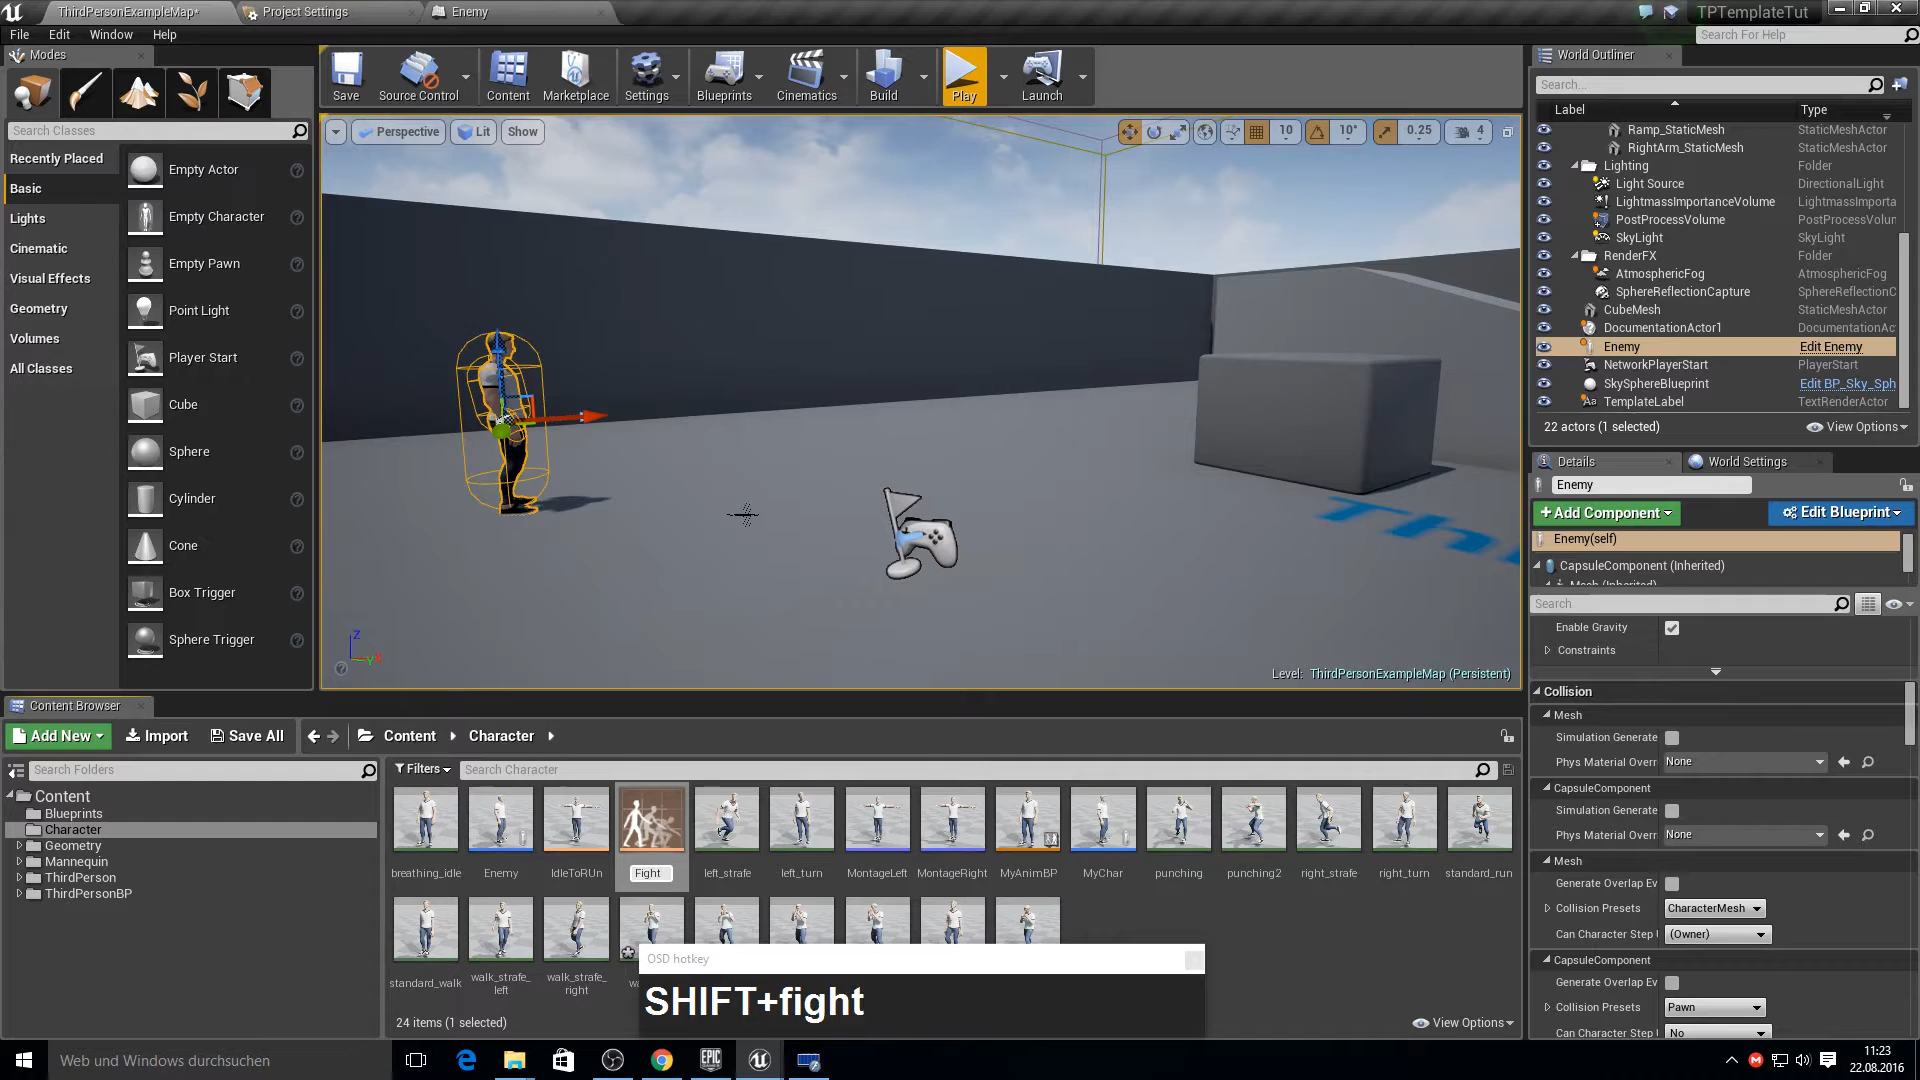 ThirdPersonExampleMap*
Project Settings
Enemy
TPTemplateTut
File
Edit
Window
Help
Search For Help
Modes
Search Classes
Recently Placed
Basic
Lights
Cinematic
Visual Effects
Geometry
Volumes
All Classes
Empty Actor
Empty Character
Empty Pawn
Point Light
Player Start
Cube
Sphere
Cylinder
Cone
Box Trigger
Sphere Trigger
Save
Source Control
Content
Marketplace
Settings
Blueprints
Cinematics
Build
Play
Launch
Perspective
Lit
Show
10
10°
0.25
4
Z
Y
Level: ThirdPersonExampleMap (Persistent)
World Outliner
Search...
Label
Type
Ramp_StaticMesh StaticMeshActor
RightArm_StaticMesh StaticMeshActor
Lighting Folder
Light Source DirectionalLight
LightmassImportanceVolume LightmassImporta
PostProcessVolume PostProcessVolun
SkyLight SkyLight
RenderFX Folder
AtmosphericFog AtmosphericFog
SphereReflectionCapture SphereReflectionC
CubeMesh StaticMeshActor
DocumentationActor1 DocumentationAc
Enemy Edit Enemy
NetworkPlayerStart PlayerStart
SkySphereBlueprint Edit BP_Sky_Sph
TemplateLabel TextRenderActor
22 actors (1 selected)
View Options
Details
World Settings
Enemy
+Add Component
Edit Blueprint
Enemy(self)
CapsuleComponent (Inherited)
Mesh (Inherited)
Search
Enable Gravity
Constraints
Collision
Mesh
Simulation Generate
Phys Material Overr None
CapsuleComponent
Simulation Generate
Phys Material Overr None
Mesh
Generate Overlap Ev
Collision Presets CharacterMesh
Can Character Step (Owner)
CapsuleComponent
Generate Overlap Ev
Collision Presets Pawn
Can Character Step No
Content Browser
Add New
Import
Save All
Content
Character
Search Folders
Filters
Search Character
Content
Blueprints
Character
Geometry
Mannequin
ThirdPerson
ThirdPersonBP
breathing_idle
Enemy
IdleToRUn
Fight
left_strafe
left_turn
MontageLeft
MontageRight
MyAnimBP
MyChar
punching
punching2
right_strafe
right_turn
standard_run
standard_walk
walk_strafe_
left
walk_strafe_
right
24 items (1 selected)
View Options
OSD hotkey
SHIFT+fight
Web und Windows durchsuchen
EPIC
11:23
22.08.2016